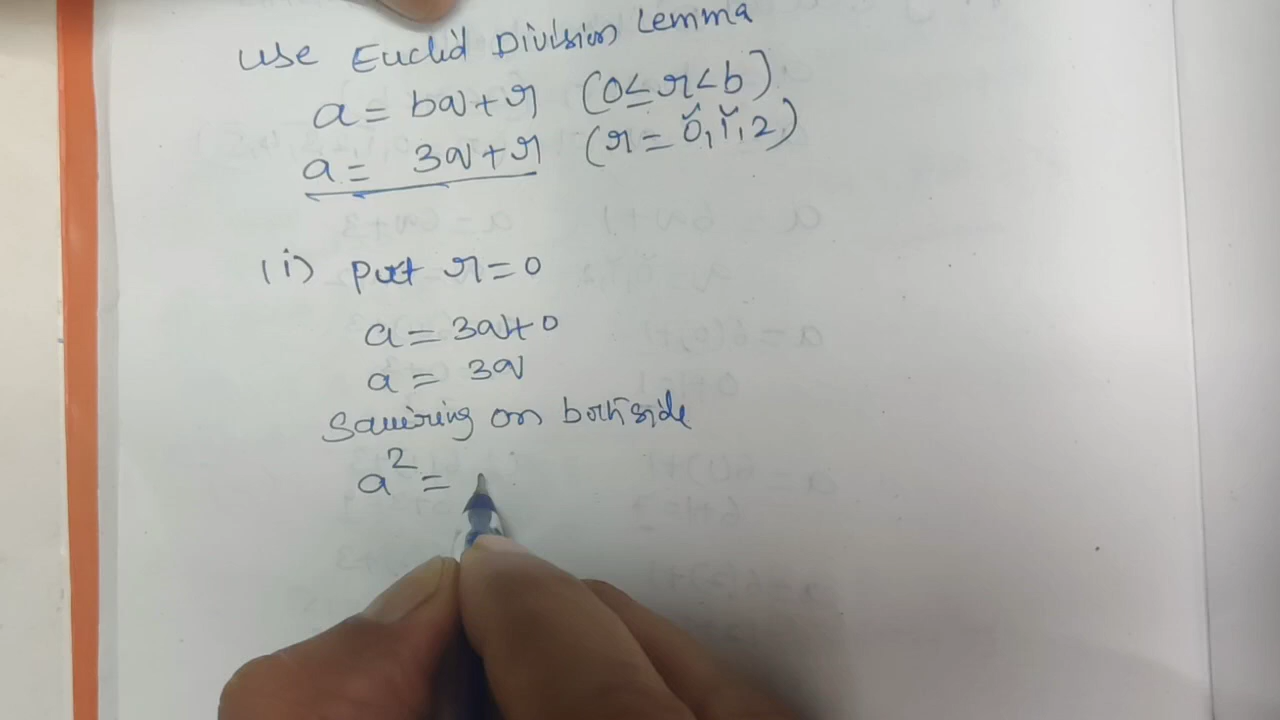 Use Euclid Division Lemma
a = bq + r (0 ≤ r < b)
a = 3q + r (r = 0, 1, 2)
(i) Put r = 0
a = 3q + 0
a = 3q
Squiring on both side
a² =